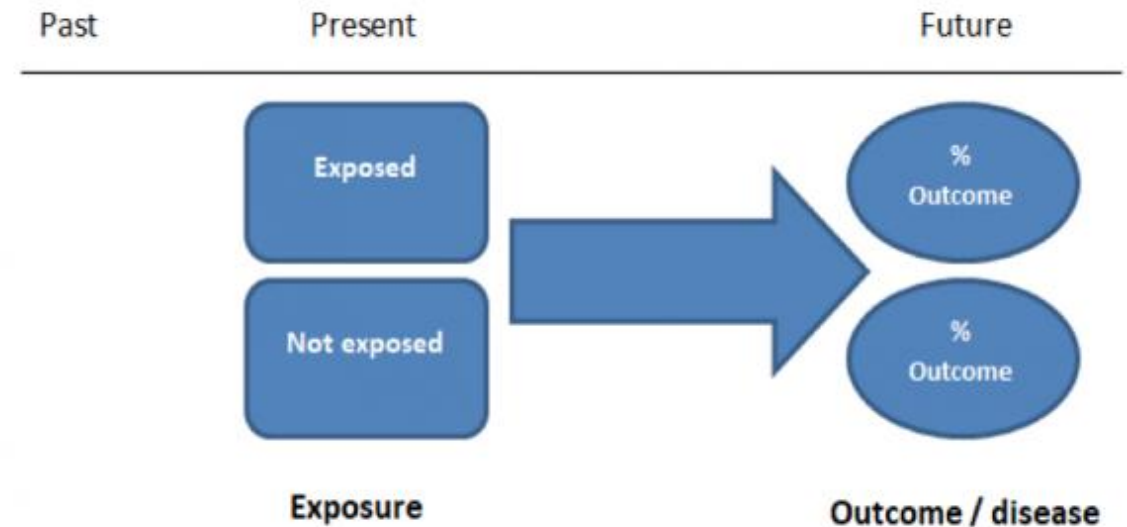 Past Present Future
Exposed
%
Outcome
Not exposed
%
Outcome
Exposure Outcome / disease